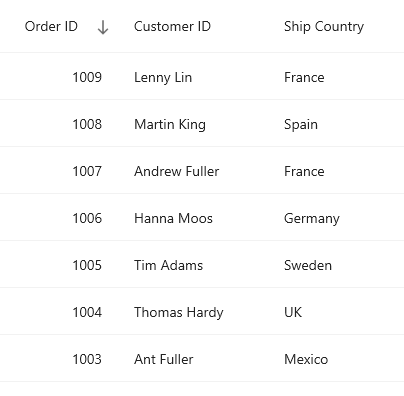 Order ID Customer ID Ship Country
1009 Lenny Lin France
1008 Martin King Spain
1007 Andrew Fuller France
1006 Hanna Moos Germany
1005 Tim Adams Sweden
1004 Thomas Hardy UK
1003 Ant Fuller Mexico